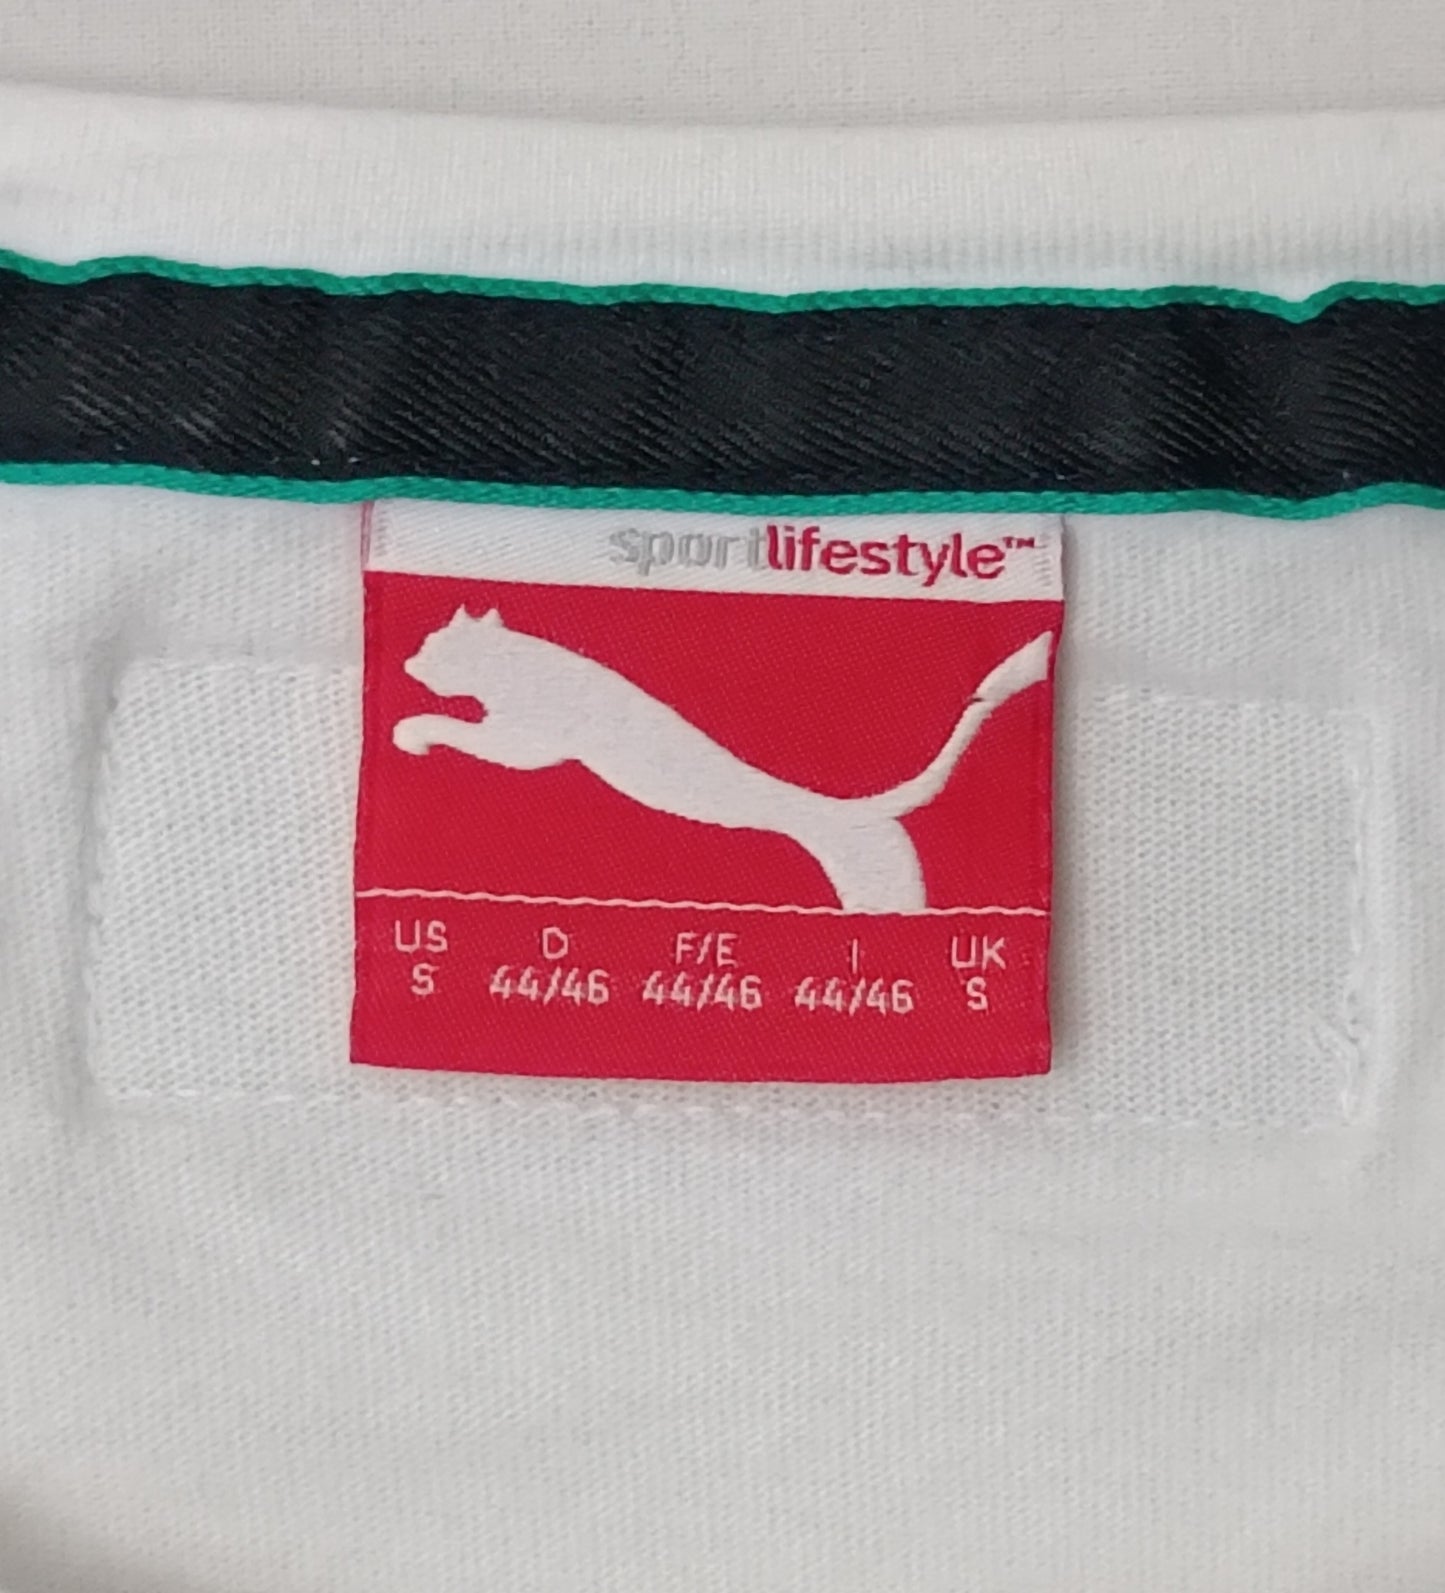 sportlifestyle™
US D F/E I UK
S 44/46 44/46 44/46 S